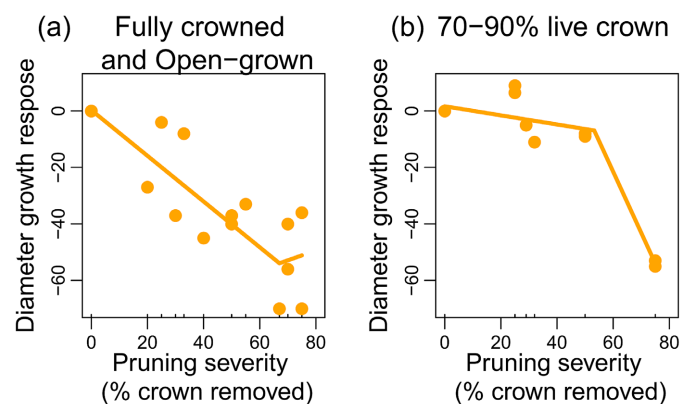 (a) Fully crowned
and Open−grown
Diameter growth respose
0
−20
−40
−60
0 20 40 60 80
Pruning severity
(% crown removed)
(b) 70−90% live crown
Diameter growth respose
0
−20
−40
−60
0 20 40 60 80
Pruning severity
(% crown removed)